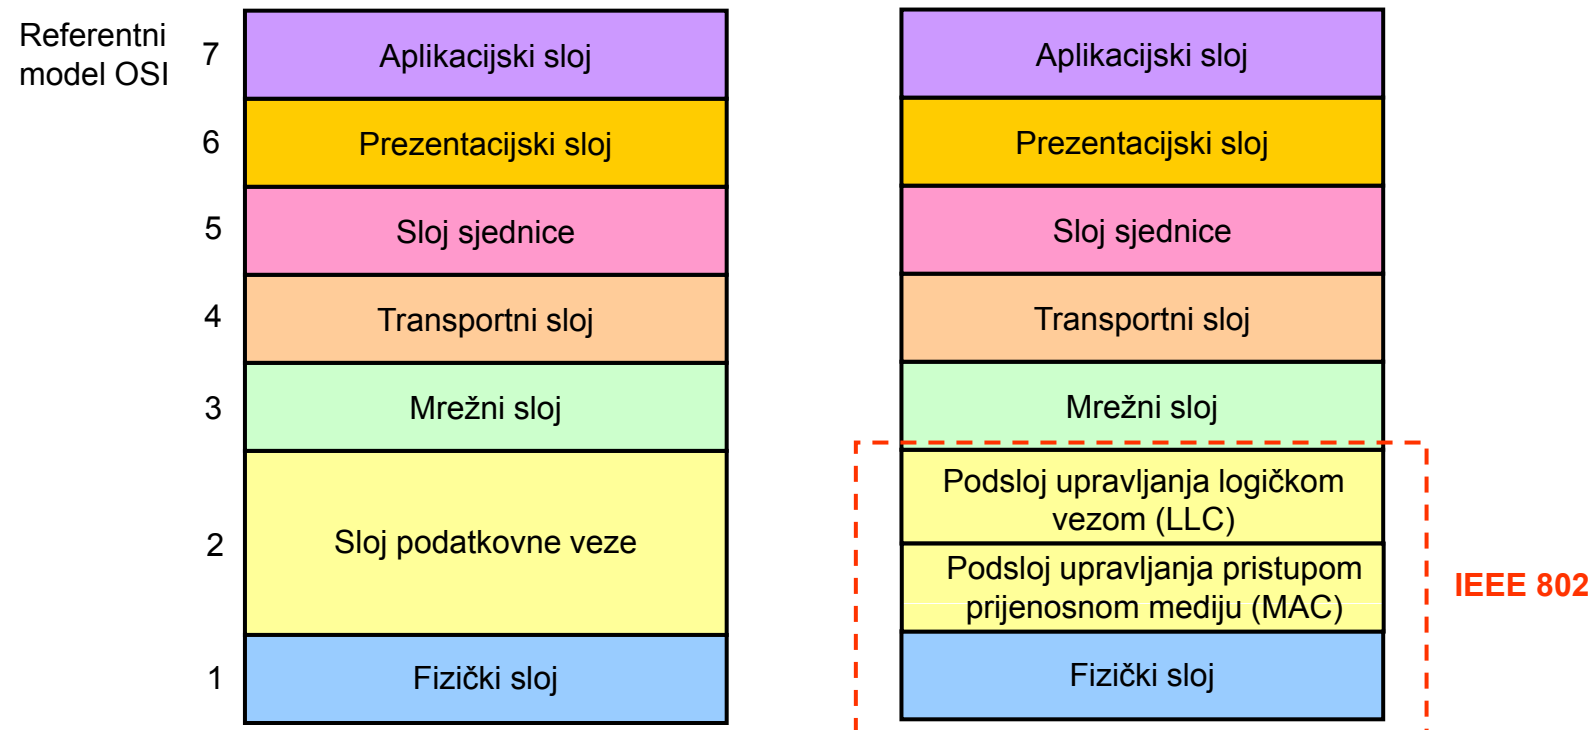 Referentni
model OSI
7
Aplikacijski sloj
6
Prezentacijski sloj
5
Sloj sjednice
4
Transportni sloj
3
Mrežni sloj
2
Sloj podatkovne veze
1
Fizički sloj
Aplikacijski sloj
Prezentacijski sloj
Sloj sjednice
Transportni sloj
Mrežni sloj
Podsloj upravljanja logičkom
vezom (LLC)
Podsloj upravljanja pristupom
prijenosnom mediju (MAC)
Fizički sloj
IEEE 802